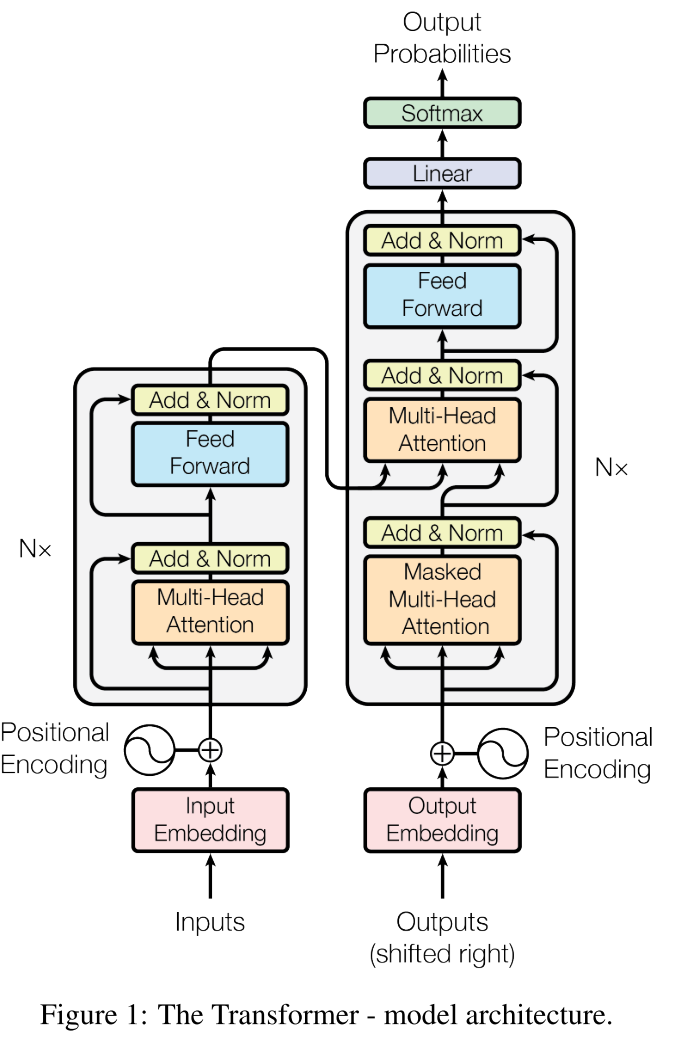 Output
Probabilities
Softmax
Linear
Add & Norm
Feed
Forward
Add & Norm
Multi-Head
Attention
Add & Norm
Feed
Forward
N×
Add & Norm
Masked
Multi-Head
Attention
N×
Add & Norm
Multi-Head
Attention
Positional
Encoding
Positional
Encoding
Input
Embedding
Output
Embedding
Inputs
Outputs
(shifted right)
Figure 1: The Transformer - model architecture.